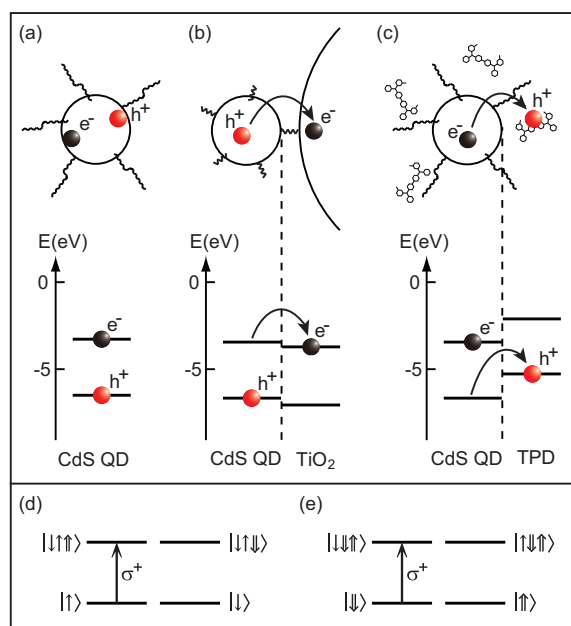 (a) (b) (c)
e⁻ h⁺
h⁺ e⁻
e⁻ h⁺
E(eV) E(eV) E(eV)
0 0 0
e⁻ e⁻ e⁻
-5 -5 -5
h⁺ h⁺ h⁺
CdS QD CdS QD TiO₂ CdS QD TPD
(d) (e)
|↓↑⇑⟩ |↓↑⇓⟩ |↓⇓⇑⟩ |↑⇓⇑⟩
σ⁺ σ⁺
|↑⟩ |↓⟩ |⇓⟩ |⇑⟩